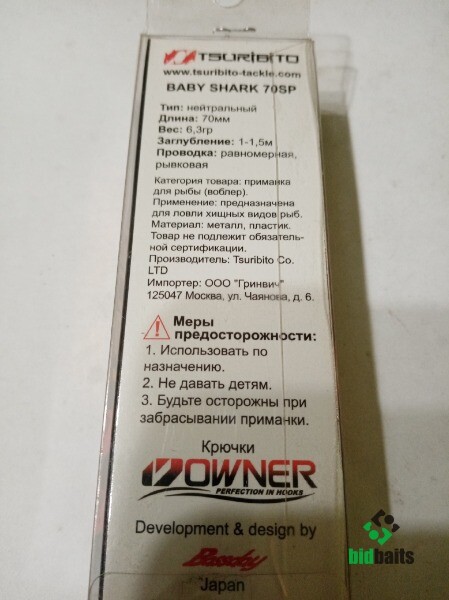 TSURIBITO
www.tsuribito-tackle.com
BABY SHARK 70SP
Тип: нейтральный
Длина: 70мм
Вес: 6,3гр
Заглубление: 1-1,5м
Проводка: равномерная,
рывковая
Категория товара: приманка
для рыбы (воблер).
Применение: предназначена
для ловли хищных видов рыб.
Материал: металл, пластик.
Товар не подлежит обязатель-
ной сертификации.
Производитель: Tsuribito Co.
LTD
Импортер: ООО "Гринвич"
125047 Москва, ул. Чаянова, д. 6.
Меры
предосторожности:
1. Использовать по
назначению.
2. Не давать детям.
3. Будьте осторожны при
забрасывании приманки.
Крючки
OWNER
PERFECTION IN HOOKS
Development & design by
Bassday
Japan
bidbaits